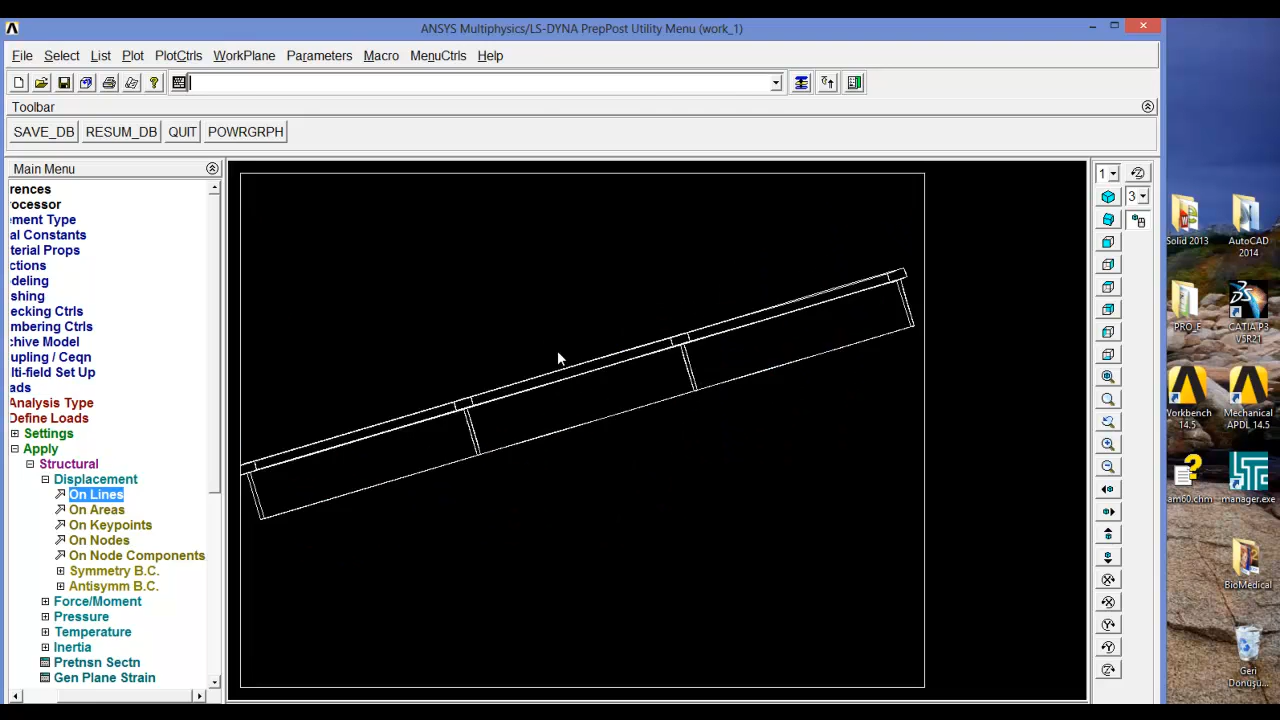 ANSYS Multiphysics/LS-DYNA PrepPost Utility Menu (work_1)
File Select List Plot PlotCtrls WorkPlane Parameters Macro MenuCtrls Help
Toolbar
SAVE_DB RESUM_DB QUIT POWRGRPH
Main Menu
rences
ocessor
ement Type
al Constants
terial Props
ctions
odeling
shing
ecking Ctrls
mbering Ctrls
chive Model
upling / Ceqn
lti-field Set Up
ads
Analysis Type
Define Loads
Settings
Apply
Structural
Displacement
On Lines
On Areas
On Keypoints
On Nodes
On Node Components
Symmetry B.C.
Antisymm B.C.
Force/Moment
Pressure
Temperature
Inertia
Pretnsn Sectn
Gen Plane Strain
1
3
Solid 2013
AutoCAD
2014
PRO_E
CATIA P3
V5R21
Workbench
14.5
Mechanical
APDL 14.5
am60.chm
manager.exe
BioMedical
Geri
Dönüşü...